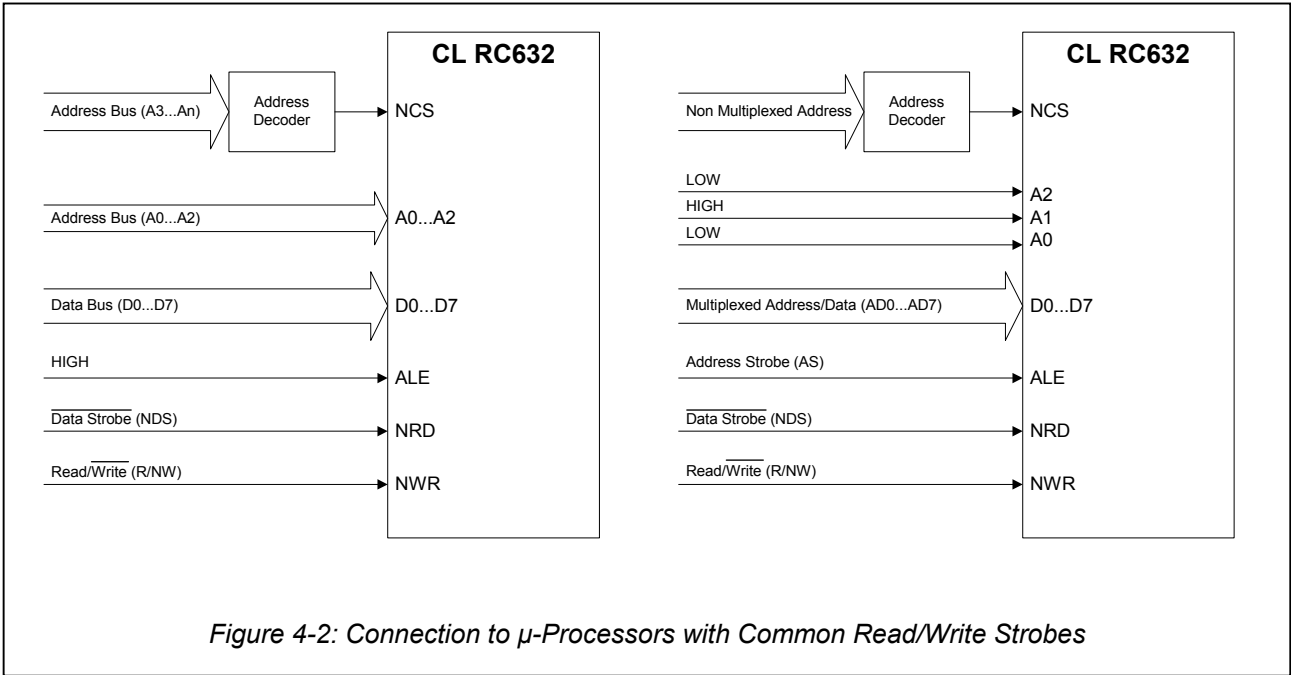 CL RC632
Address Bus (A3...An)
Address
Decoder
NCS
Address Bus (A0...A2)
A0...A2
Data Bus (D0...D7)
D0...D7
HIGH
ALE
Data Strobe (NDS)
NRD
Read/Write (R/NW)
NWR
CL RC632
Non Multiplexed Address
Address
Decoder
NCS
LOW
A2
HIGH
A1
LOW
A0
Multiplexed Address/Data (AD0...AD7)
D0...D7
Address Strobe (AS)
ALE
Data Strobe (NDS)
NRD
Read/Write (R/NW)
NWR
Figure 4-2: Connection to µ-Processors with Common Read/Write Strobes